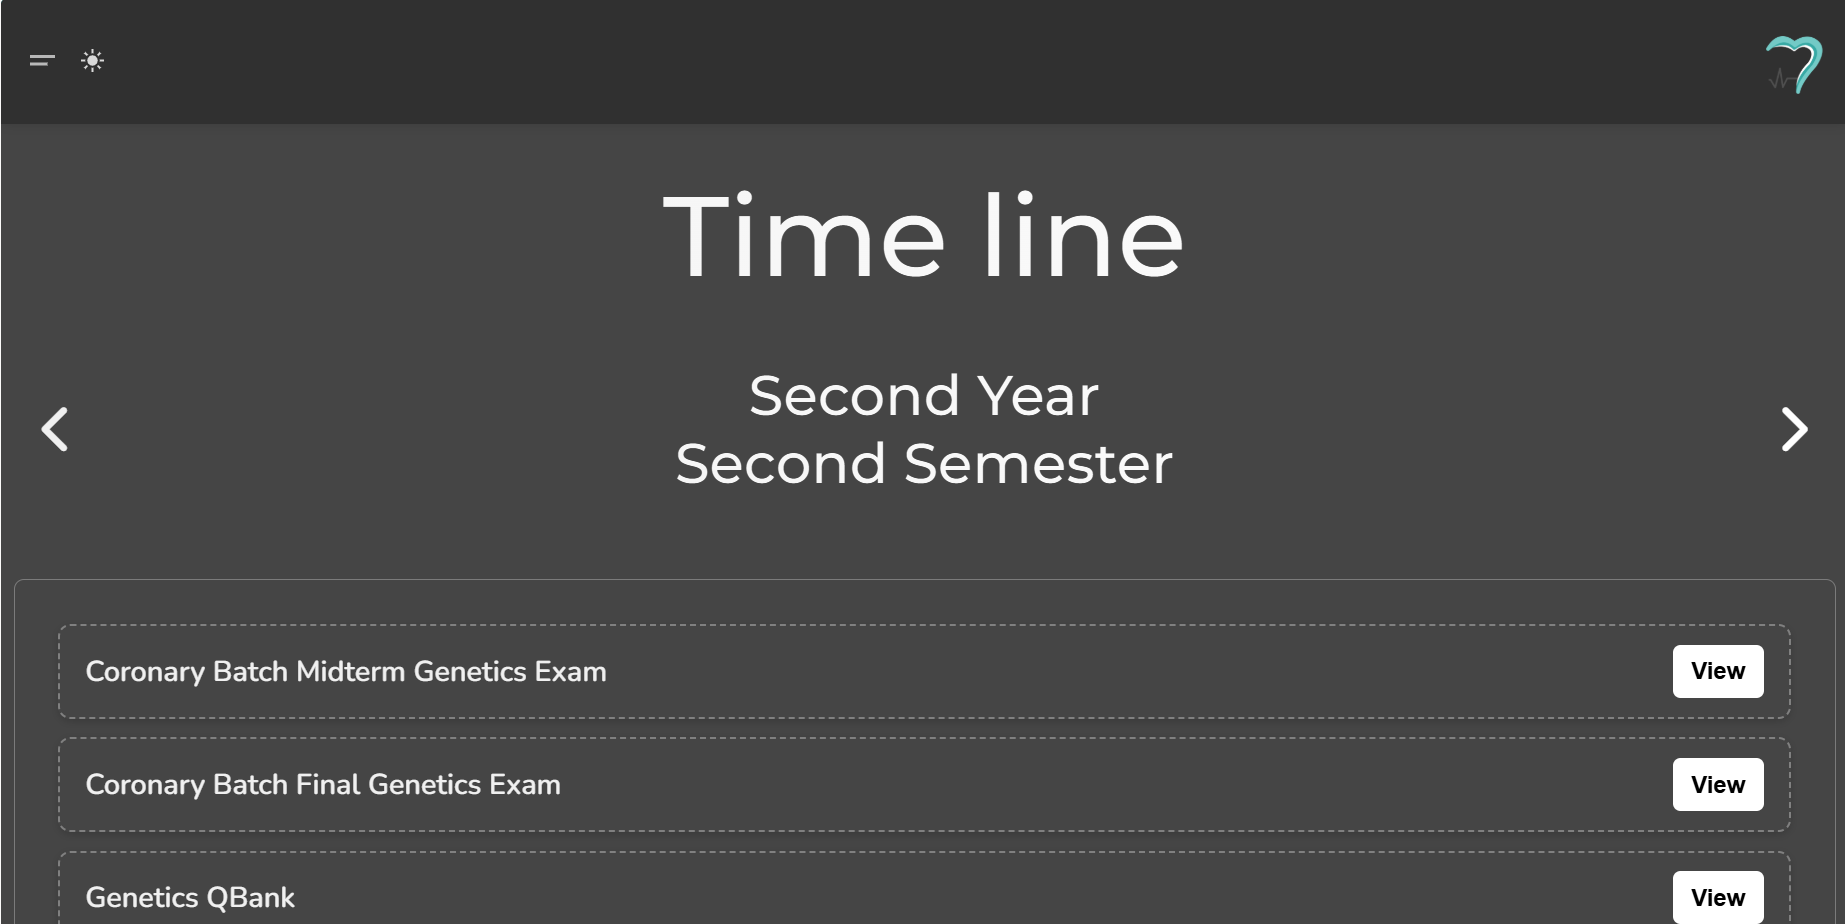 Time line
Second Year
Second Semester
Coronary Batch Midterm Genetics Exam
View
Coronary Batch Final Genetics Exam
View
Genetics QBank
View